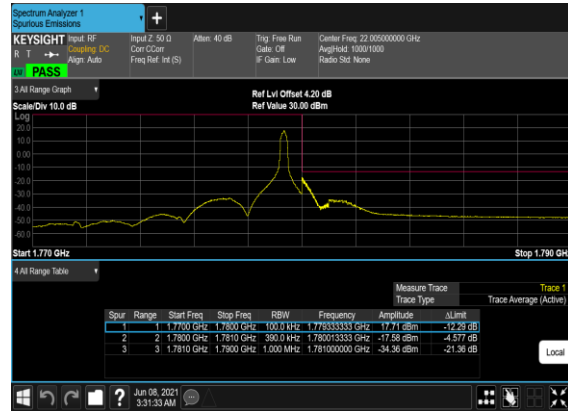 Spectrum Analyzer 1
Spurious Emissions
+
KEYSIGHT Input: RF Input Z: 50 Ω Atten: 40 dB Trig: Free Run Center Freq: 22.005000000 GHz
R T Coupling: DC Corr CCorr Gate: Off Avg|Hold: 1000/1000
Align: Auto Freq Ref: Int (S) IF Gain: Low Radio Std: None
LW PASS
3 All Range Graph
Ref Lvl Offset 4.20 dB
Scale/Div 10.0 dB Ref Value 30.00 dBm
Log
20.0
10.0
0.00
-10.0
-20.0
-30.0
-40.0
-50.0
-60.0
Start 1.770 GHz Stop 1.790 GHz
4 All Range Table
Measure Trace Trace 1
Trace Type Trace Average (Active)
Spur Range Start Freq Stop Freq RBW Frequency Amplitude ΔLimit
1 1 1.7700 GHz 1.7800 GHz 100.0 kHz 1.779333333 GHz 17.71 dBm -12.29 dB
2 2 1.7800 GHz 1.7810 GHz 390.0 kHz 1.780013333 GHz -17.58 dBm -4.577 dB
3 3 1.7810 GHz 1.7900 GHz 1.000 MHz 1.781000000 GHz -34.36 dBm -21.36 dB
Local
? Jun 08, 2021
3:31:33 AM